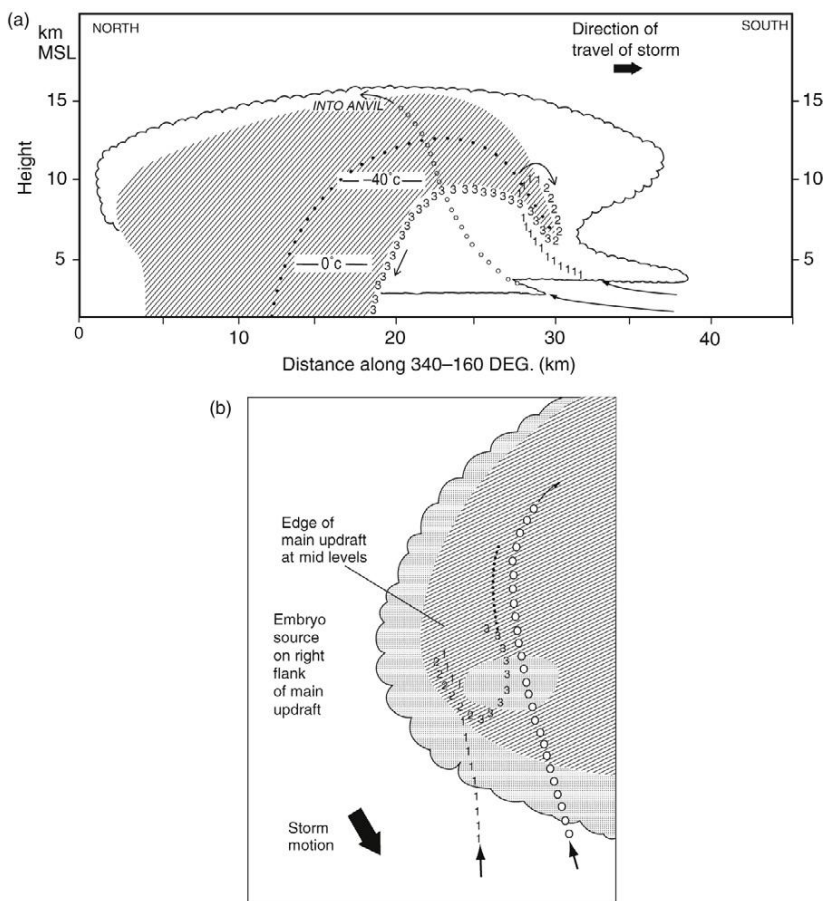 (a)
km
MSL
NORTH
Direction of
travel of storm
SOUTH
15
INTO ANVIL
15
Height
10
−40°c
10
5
0°c
5
0
10
20
30
40
Distance along 340–160 DEG. (km)
(b)
Edge of
main updraft
at mid levels
Embryo
source
on right
flank
of main
updraft
Storm
motion